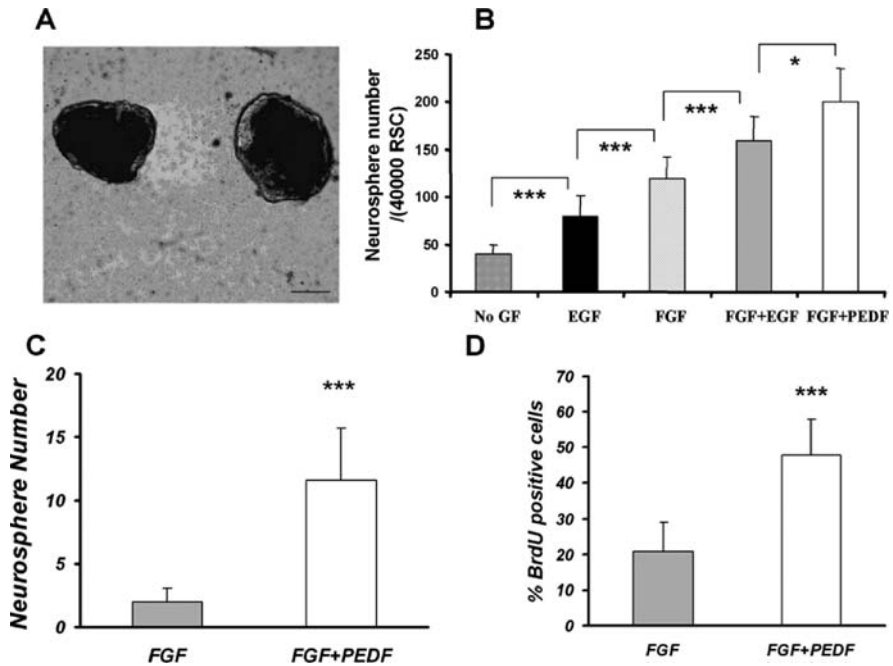 A
B
Neurosphere number
/(40000 RSC)
250
200
150
100
50
0
***
***
***
*
No GF
EGF
FGF
FGF+EGF
FGF+PEDF
C
Neurosphere Number
20
15
10
5
0
***
FGF
FGF+PEDF
D
% BrdU positive cells
70
60
50
40
30
20
10
0
***
FGF
FGF+PEDF